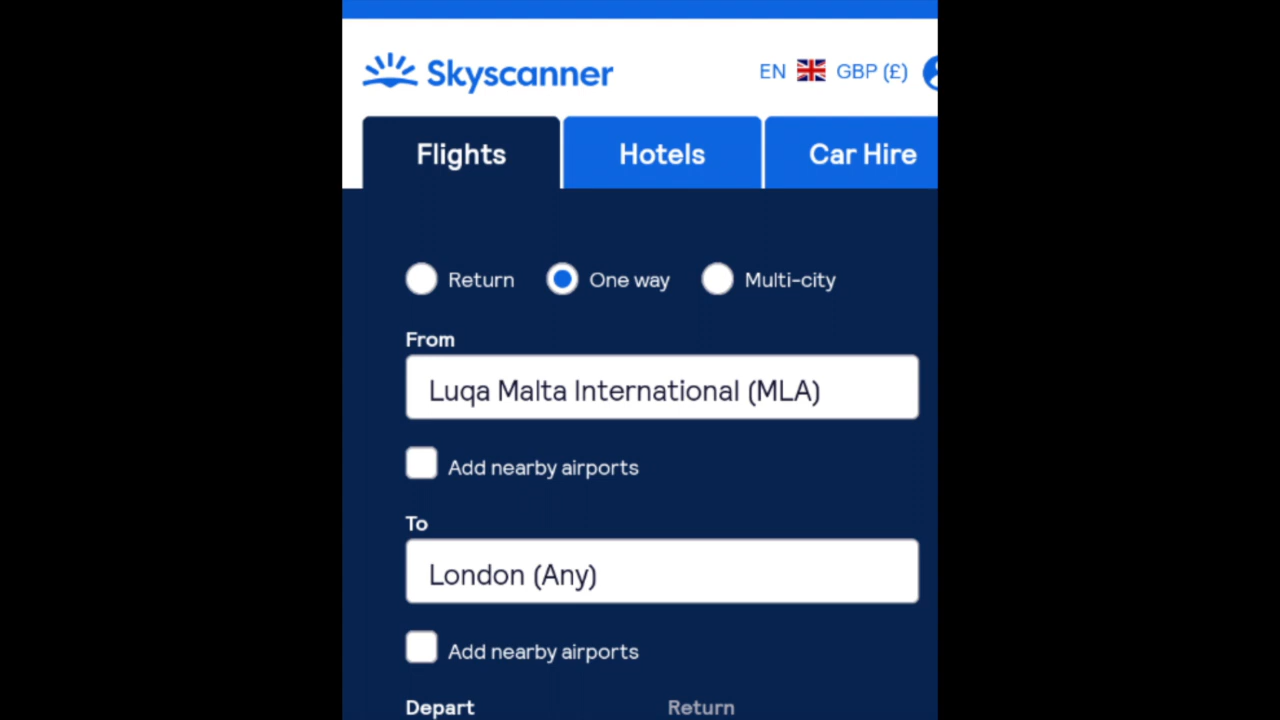 Skyscanner EN GBP (£)
Flights Hotels Car Hire
Return One way Multi-city
From
Luqa Malta International (MLA)
Add nearby airports
To
London (Any)
Add nearby airports
Depart Return